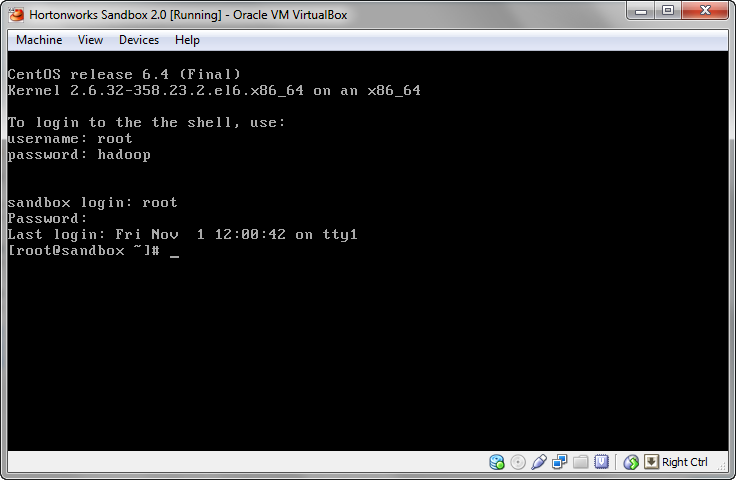 Hortonworks Sandbox 2.0 [Running] - Oracle VM VirtualBox
Machine View Devices Help
CentOS release 6.4 (Final)
Kernel 2.6.32-358.23.2.el6.x86_64 on an x86_64
To login to the the shell, use:
username: root
password: hadoop
sandbox login: root
Password:
Last login: Fri Nov  1 12:00:42 on tty1
[root@sandbox ~]# _
Right Ctrl